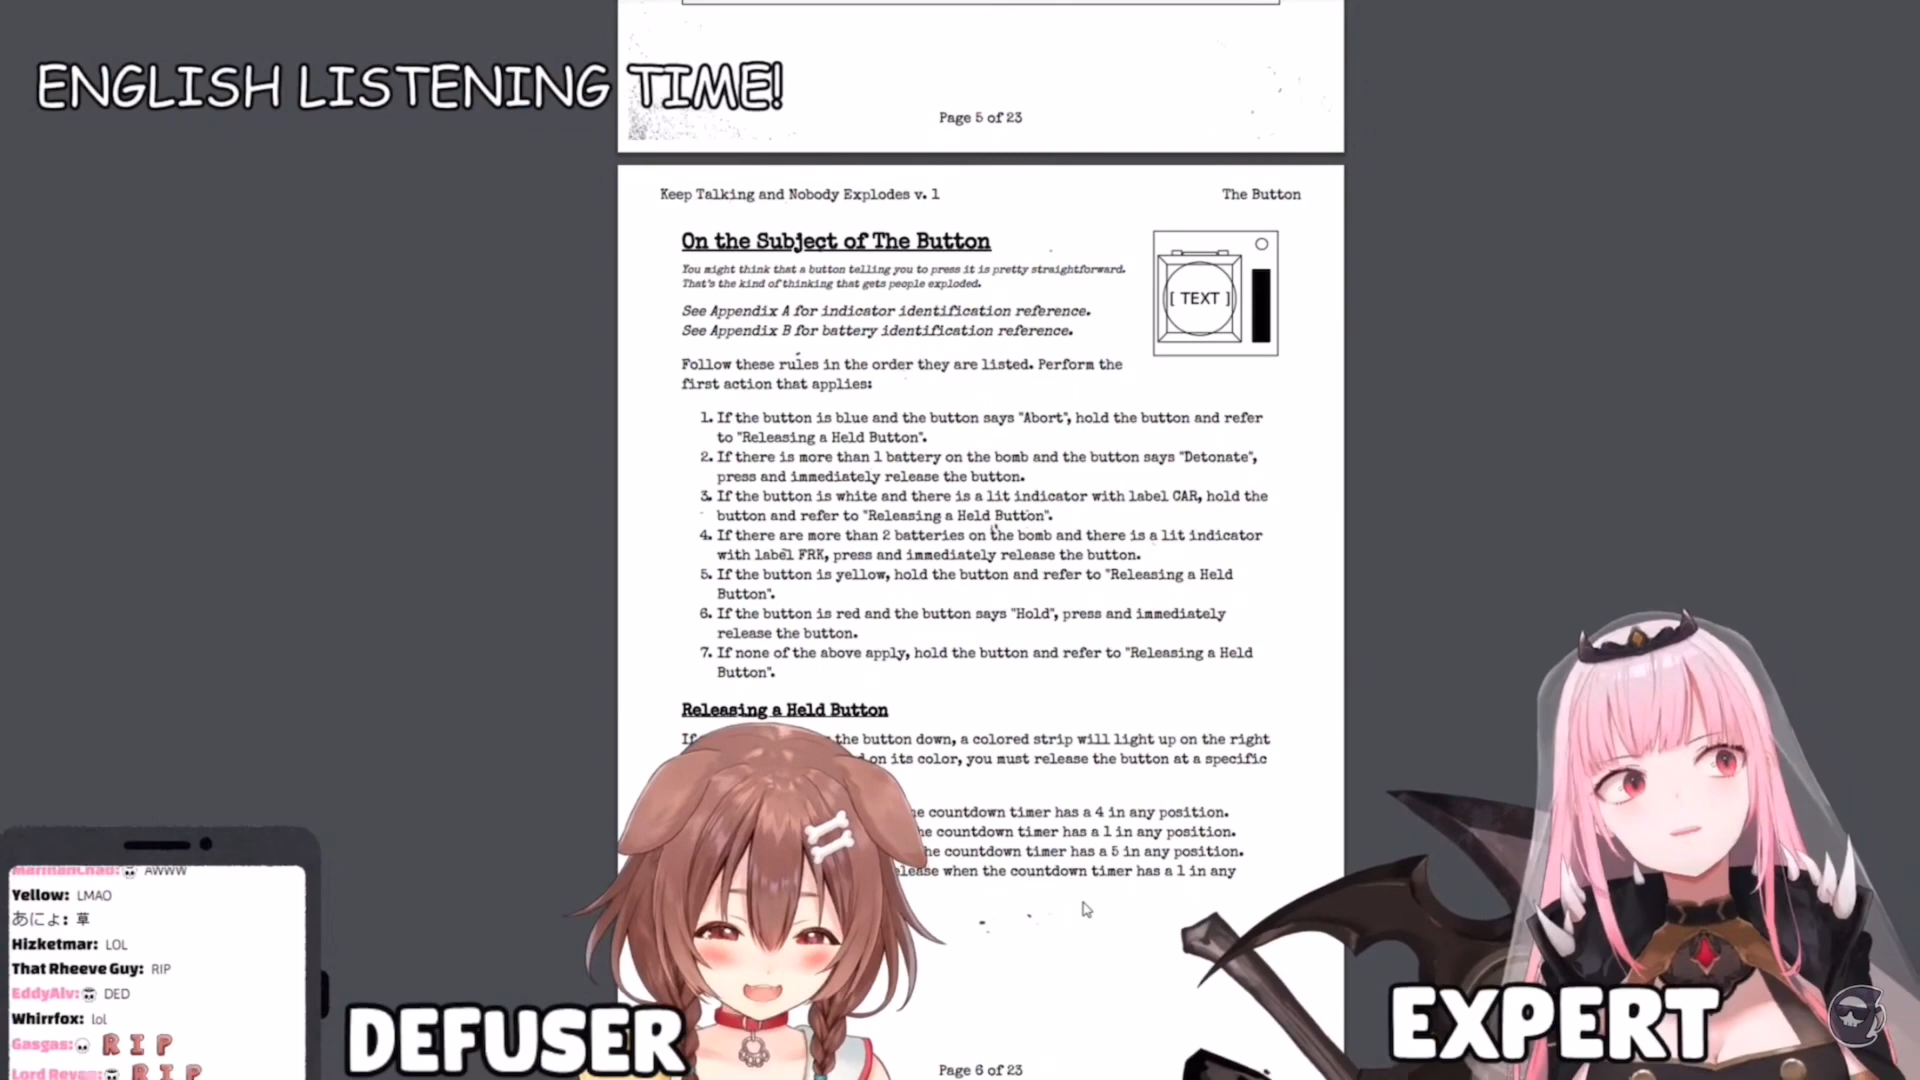 ENGLISH LISTENING TIME!
Page 5 of 23
Keep Talking and Nobody Explodes v. 1
The Button
On the Subject of The Button
You might think that a button telling you to press it is pretty straightforward.
That's the kind of thinking that gets people exploded.
See Appendix A for indicator identification reference.
See Appendix B for battery identification reference.
[ TEXT ]
Follow these rules in the order they are listed. Perform the
first action that applies:
1. If the button is blue and the button says "Abort", hold the button and refer
to "Releasing a Held Button".
2. If there is more than 1 battery on the bomb and the button says "Detonate",
press and immediately release the button.
3. If the button is white and there is a lit indicator with label CAR, hold the
button and refer to "Releasing a Held Button".
4. If there are more than 2 batteries on the bomb and there is a lit indicator
with label FRK, press and immediately release the button.
5. If the button is yellow, hold the button and refer to "Releasing a Held
Button".
6. If the button is red and the button says "Hold", press and immediately
release the button.
7. If none of the above apply, hold the button and refer to "Releasing a Held
Button".
Releasing a Held Button
If the button down, a colored strip will light up on the right
on its color, you must release the button at a specific
countdown timer has a 4 in any position.
countdown timer has a 1 in any position.
countdown timer has a 5 in any position.
when the countdown timer has a 1 in any
Page 6 of 23
AWWW
Yellow: LMAO
あにょ: 草
Hizketmar: LOL
That Rheeve Guy: RIP
EddyAlv: DED
Whirrfox: lol
Gasgas: RIP
Lord Revan: RIP
DEFUSER
EXPERT